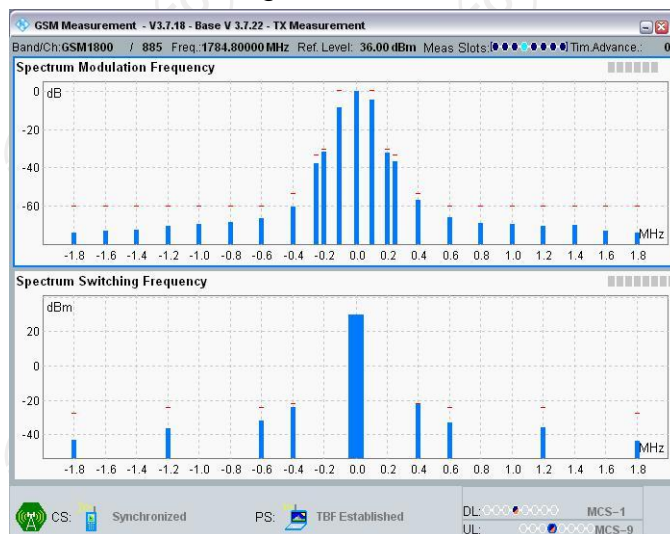 GSM Measurement - V3.7.18 - Base V 3.7.22 - TX Measurement
Band/Ch:GSM1800 / 885 Freq.:1784.80000 MHz Ref. Level: 36.00 dBm Meas Slots: Tim.Advance.: 0
Spectrum Modulation Frequency
0 dB
-20
-40
-60
MHz
-1.8 -1.6 -1.4 -1.2 -1.0 -0.8 -0.6 -0.4 -0.2 0.0 0.2 0.4 0.6 0.8 1.0 1.2 1.4 1.6 1.8
Spectrum Switching Frequency
dBm
20
0
-20
-40
MHz
-1.8 -1.6 -1.4 -1.2 -1.0 -0.8 -0.6 -0.4 -0.2 0.0 0.2 0.4 0.6 0.8 1.0 1.2 1.4 1.6 1.8
CS: Synchronized PS: TBF Established DL: MCS-1
UL: MCS-9